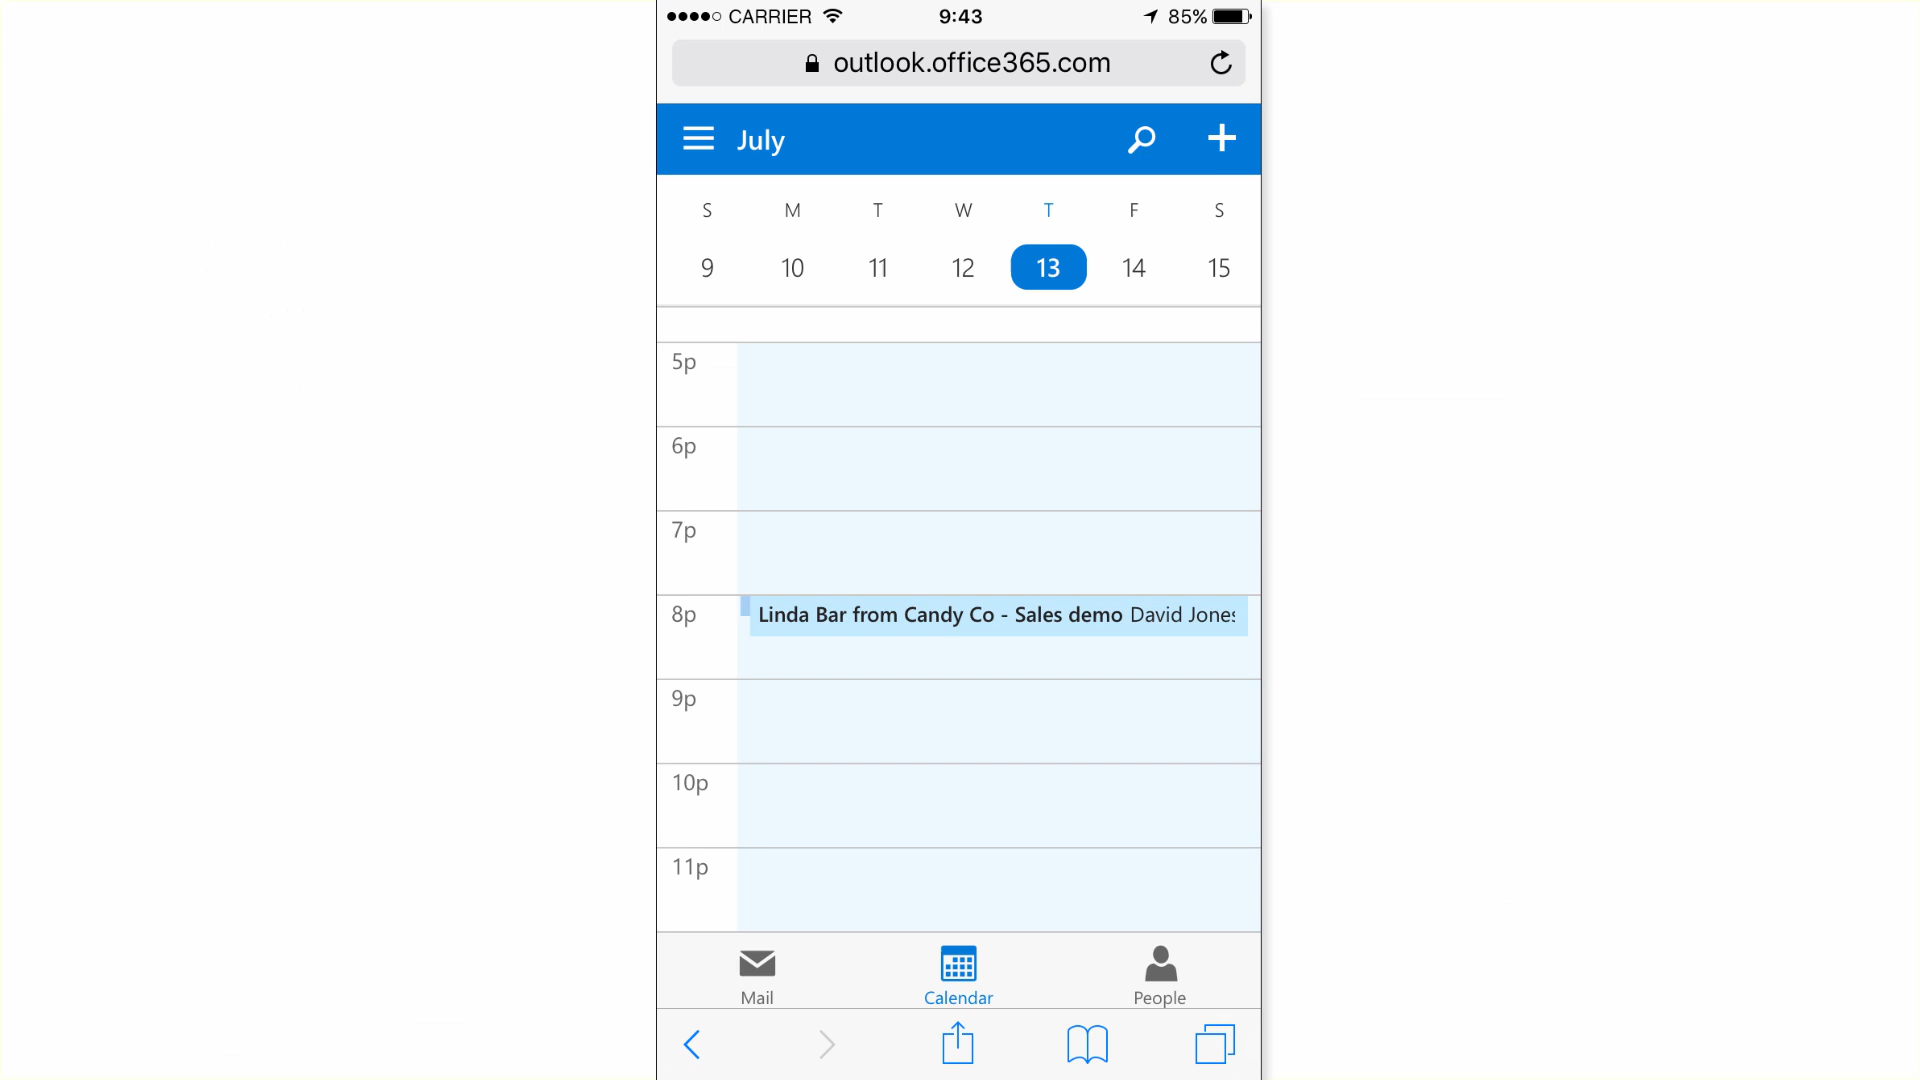 CARRIER 9:43 85%
outlook.office365.com
July
S M T W T F S
9 10 11 12 13 14 15
5p
6p
7p
8p Linda Bar from Candy Co - Sales demo David Jones
9p
10p
11p
Mail Calendar People